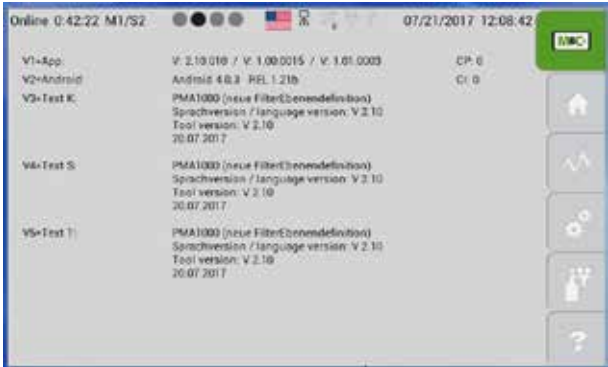 Online 0:42:22 M1/S2 07/21/2017 12:08:42
V1=App: V: 2.10.010 / V: 1.00.0015 / V: 1.01.0003 CP: 6
V2=Android: Android 4.0.3 REL 1.21b CI: 0
V3=Text K: PMA1000 (neue FilterEbenendefinition)
Sprachversion / language version: V 2.10
Tool version: V 2.10
20.07.2017
V4=Text S: PMA1000 (neue FilterEbenendefinition)
Sprachversion / language version: V 2.10
Tool version: V 2.10
20.07.2017
V5=Text T: PMA1000 (neue FilterEbenendefinition)
Sprachversion / language version: V 2.10
Tool version: V 2.10
20.07.2017
?